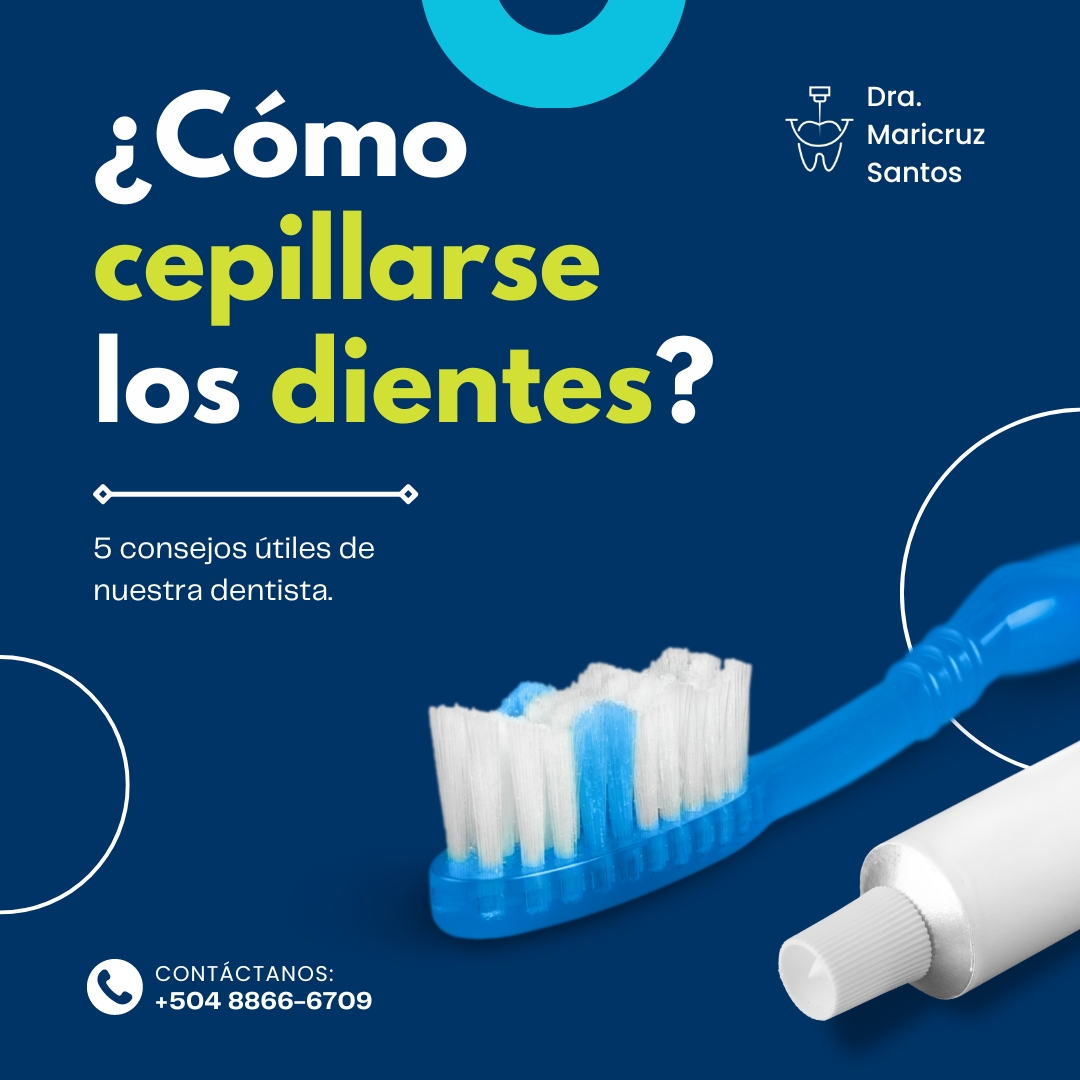 ¿Cómo
cepillarse
los dientes?
Dra.
Maricruz
Santos
5 consejos útiles de
nuestra dentista.
CONTÁCTANOS:
+504 8866-6709